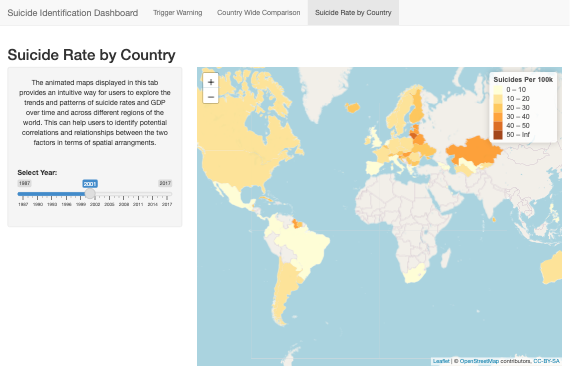 Suicide Identification Dashboard Trigger Warning Country Wide Comparison Suicide Rate by Country
Suicide Rate by Country
The animated maps displayed in this tab
provides an intuitive way for users to explore the
trends and patterns of suicide rates and GDP
over time and across different regions of the
world. This can help users to identify potential
correlations and relationships between the two
factors in terms of spatial arrangments.
Select Year:
1987 2001 2017
1987 1990 1993 1996 1999 2002 2005 2008 2011 2014 2017
+
−
Suicides Per 100k
0 – 10
10 – 20
20 – 30
30 – 40
40 – 50
50 – Inf
Leaflet | © OpenStreetMap contributors, CC-BY-SA